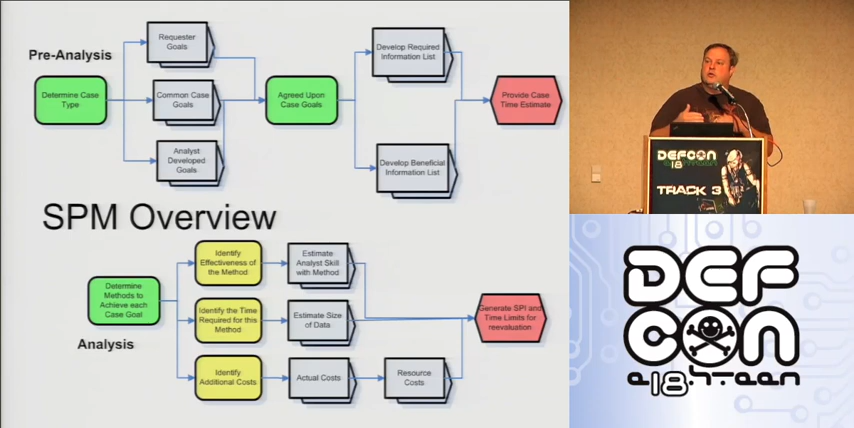 Pre-Analysis
Determine Case
Type
Requester
Goals
Common Case
Goals
Analyst
Developed
Goals
Agreed Upon
Case Goals
Develop Required
Information List
Develop Beneficial
Information List
Provide Case
Time Estimate
SPM Overview
Determine
Methods to
Achieve each
Case Goal
Analysis
Identify
Effectiveness of
the Method
Estimate
Analyst Skill
with Method
Identify the Time
Required for this
Method
Estimate Size
of Data
Identify
Additional Costs
Actual Costs
Resource
Costs
Generate SPI and
Time Limits for
reevaluation
DEFCON
18
TRACK 3
DEF
CON
e18hteen